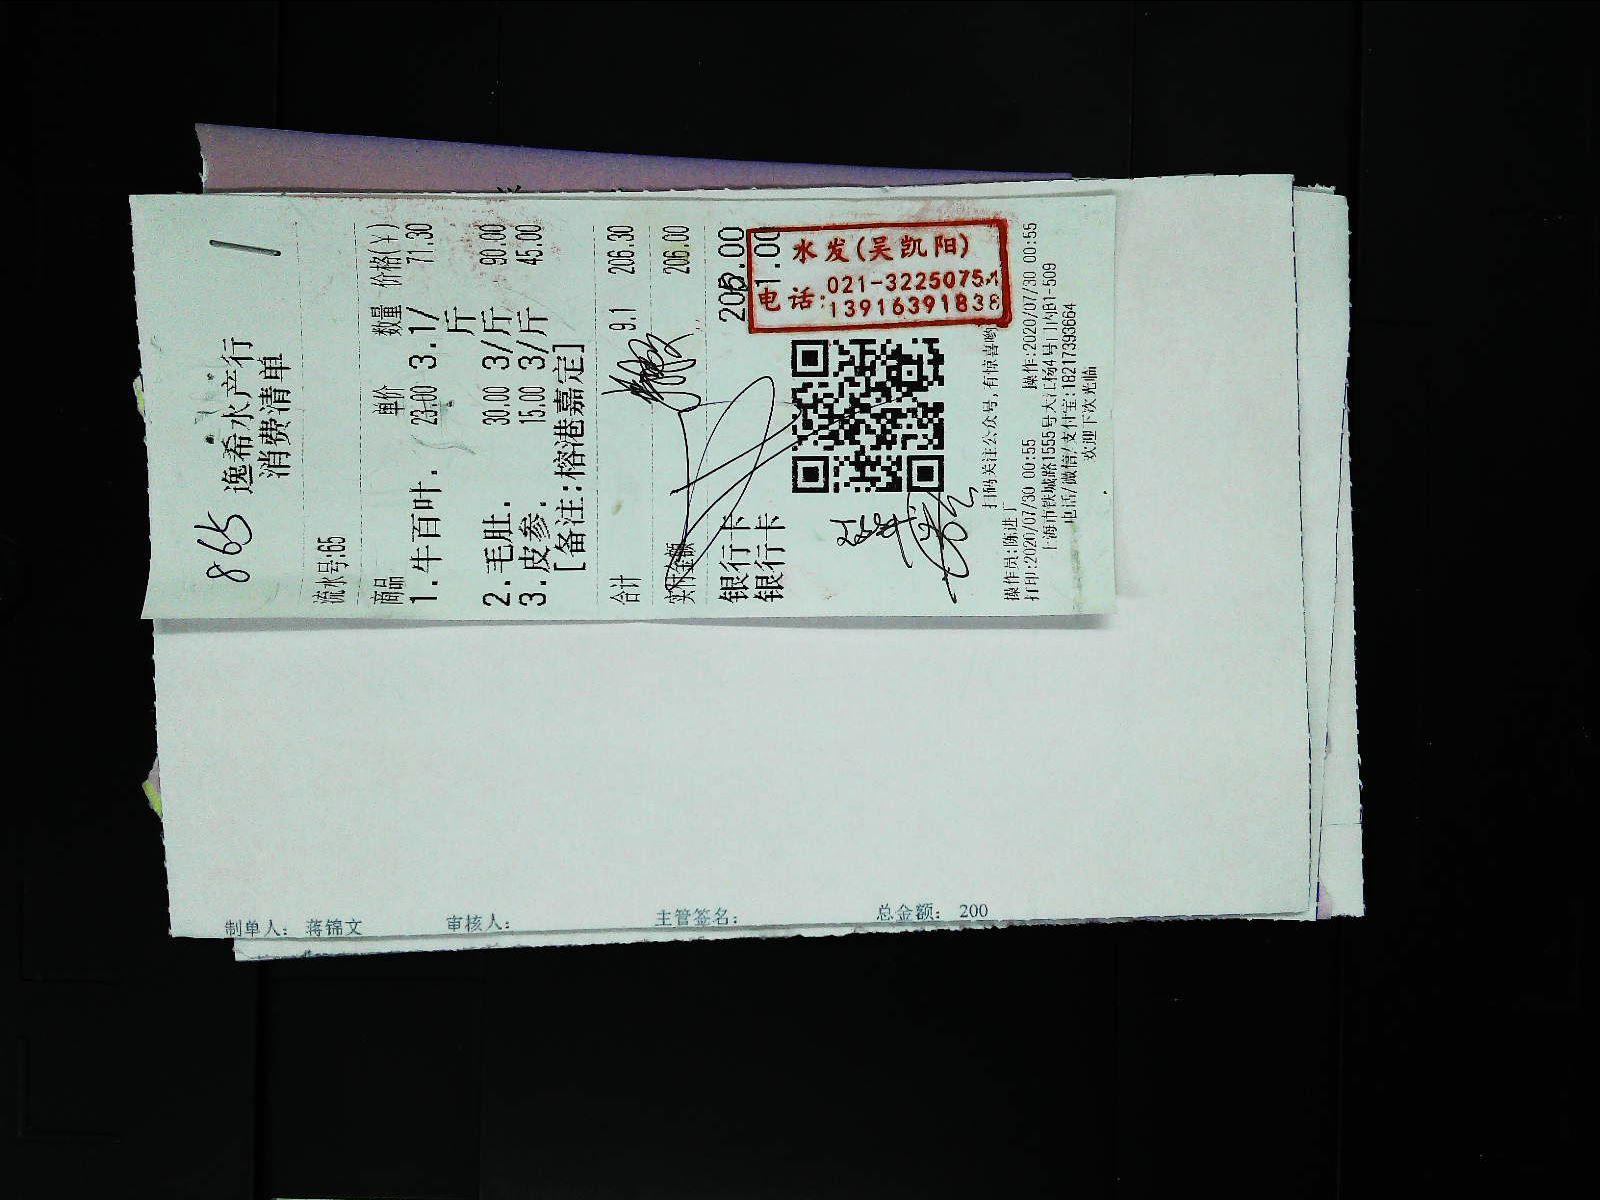 865
逸希水产行
消费清单
流水号:65
商品 单价 数量 价格(¥)
1.牛百叶. 23.00 3.1/斤 71.30
2.毛肚. 30.00 3/斤 90.00
3.皮参. 15.00 3/斤 45.00
[备注:榕港嘉定]
合计 9.1 206.30
实付金额 206.00
银行卡
银行卡 1.00
水发(吴凯阳)
电话: 021-3225075
13916391838
扫码关注公众号,有惊喜哟
操作员:陈进
打印:2020/07/30 00:55 操作:2020/07/30 00:55
上海市铁城路1555号大江杨4号门内B1-509
电话/微信/支付宝:18217393664
欢迎下次光临
制单人: 蒋锦文 审核人: 主管签名: 总金额: 200